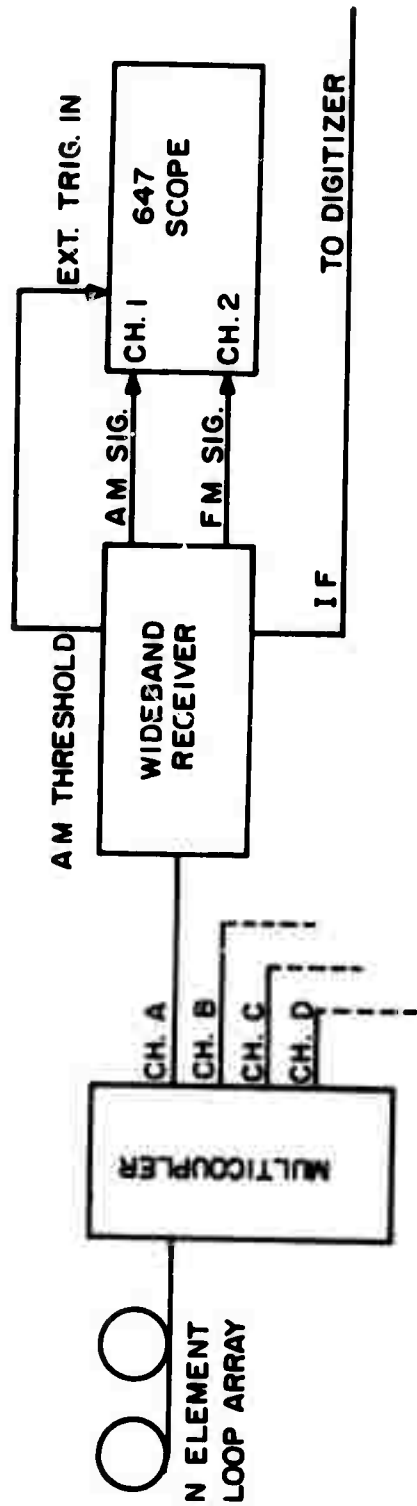 N ELEMENT
LOOP ARRAY
MULTICOUPLER
CH. A
CH. B
CH. C
CH. D
AM THRESHOLD
WIDEBAND
RECEIVER
AM SIG.
FM SIG.
IF
EXT. TRIG. IN
CH. 1
CH. 2
647
SCOPE
TO DIGITIZER